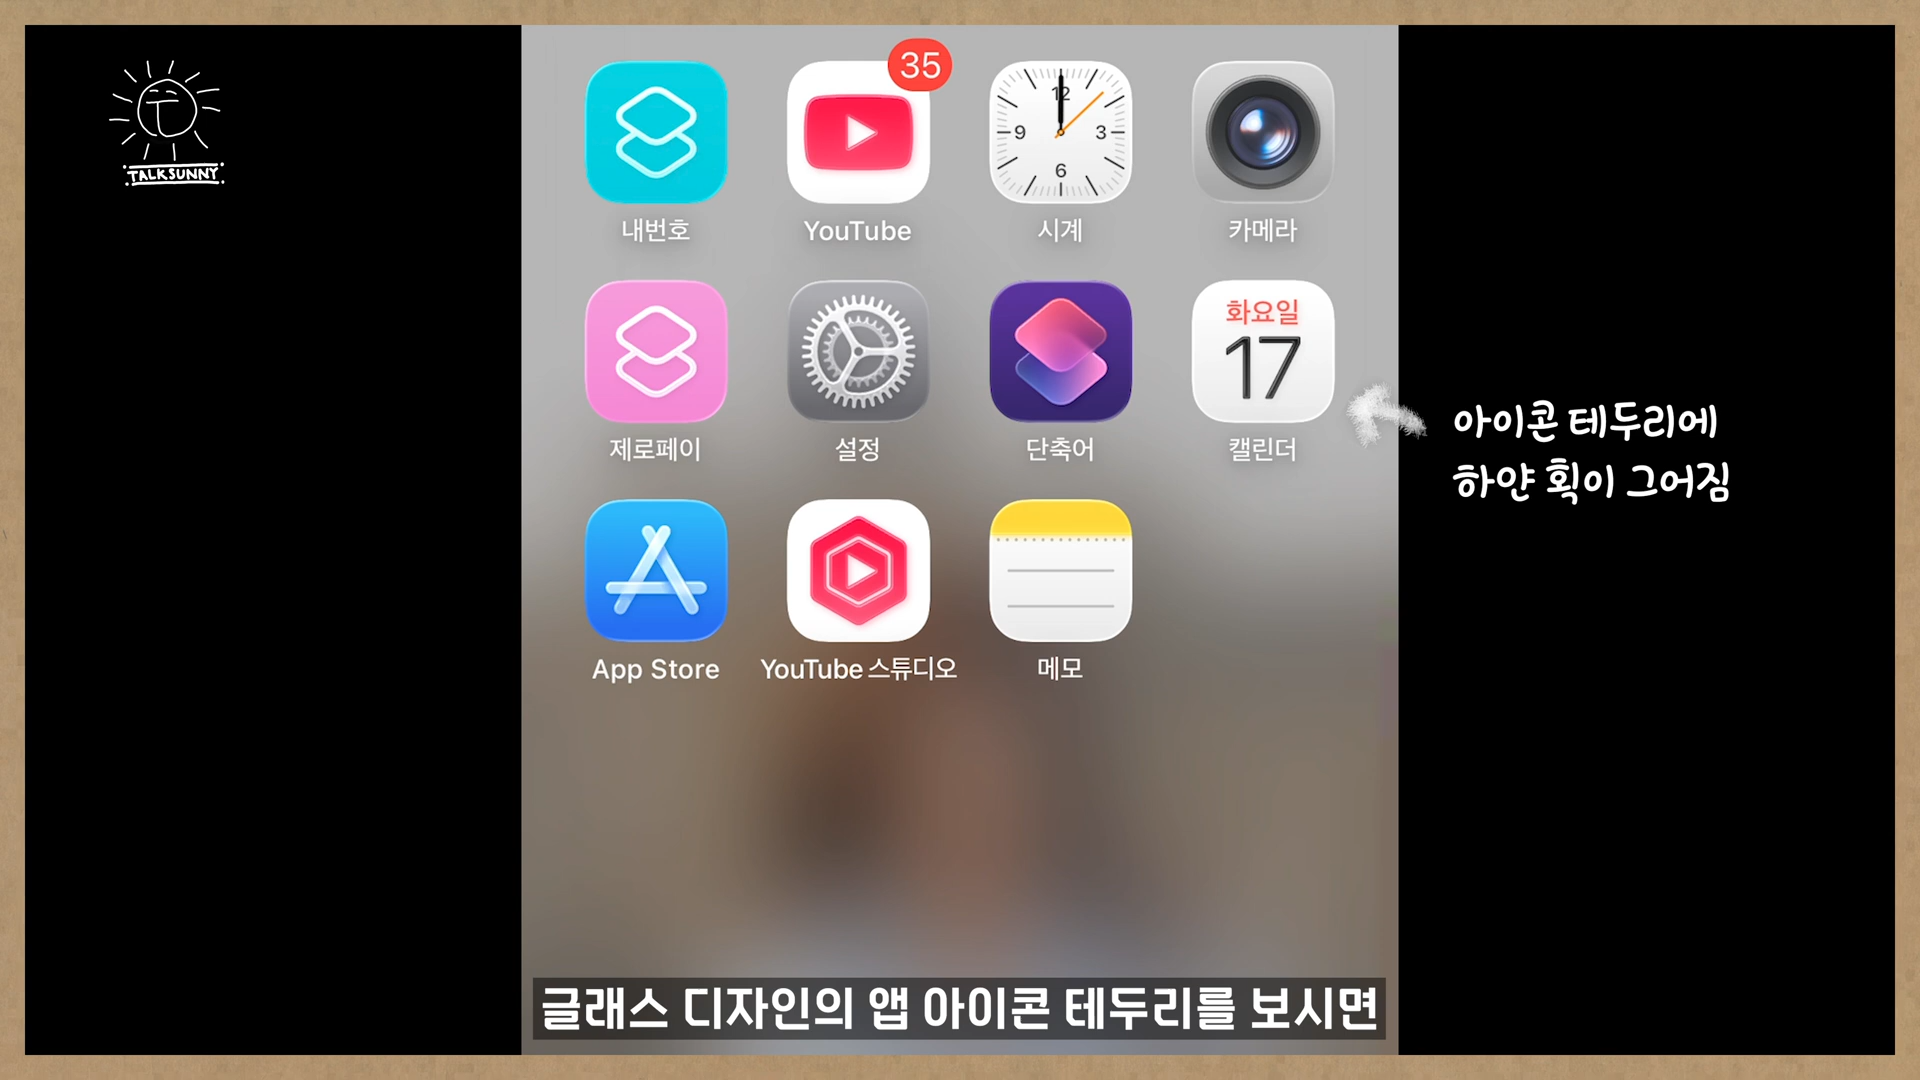 TALKSUNNY
35
12
9
3
6
내번호
YouTube
시계
카메라
화요일
17
제로페이
설정
단축어
캘린더
아이콘 테두리에
하얀 획이 그어짐
App Store
YouTube 스튜디오
메모
글래스 디자인의 앱 아이콘 테두리를 보시면